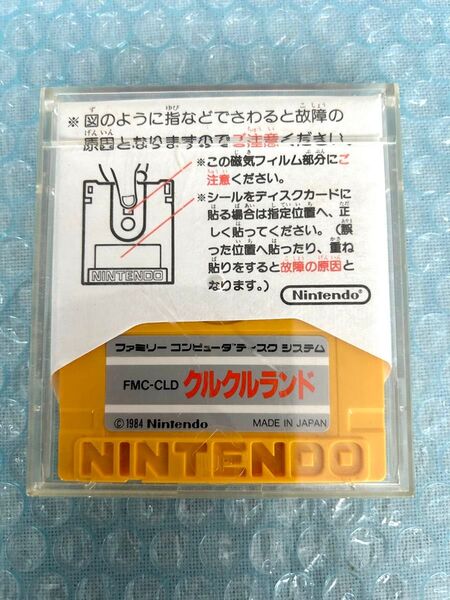 ※図のように指などでさわると故障の
原因となりますのでご注意ください。
※この磁気フィルム部分にご
注意ください。
※シールをディスクカードに
貼る場合は指定位置へ、正
しく貼ってください。(誤
った位置へ貼ったり、重ね
貼りをすると故障の原因と
なります。)
NINTENDO
Nintendo®
ファミリー コンピュータ ディスク システム
FMC-CLD クルクルランド
©1984 Nintendo MADE IN JAPAN
NINTENDO